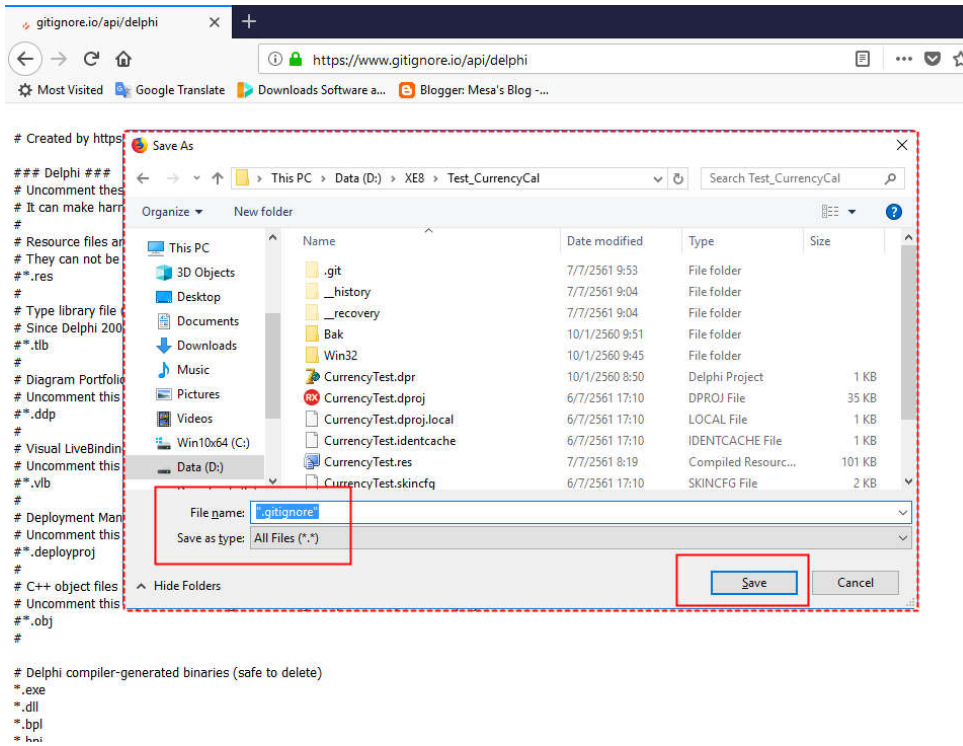 gitignore.io/api/delphi
https://www.gitignore.io/api/delphi
Most Visited Google Translate Downloads Software a... Blogger: Mesa's Blog -...
# Created by https
### Delphi ###
# Uncomment thes
# It can make harm
#
# Resource files ar
# They can not be
#*.res
#
# Type library file (
# Since Delphi 200
#*.tlb
#
# Diagram Portfolio
# Uncomment this
#*.ddp
#
# Visual LiveBindin
# Uncomment this
#*.vlb
#
# Deployment Man
# Uncomment this
#*.deployproj
#
# C++ object files
# Uncomment this
#*.obj
#
# Delphi compiler-generated binaries (safe to delete)
*.exe
*.dll
*.bpl
*.bpi
Save As
This PC > Data (D:) > XE8 > Test_CurrencyCal
Search Test_CurrencyCal
Organize New folder
This PC
3D Objects
Desktop
Documents
Downloads
Music
Pictures
Videos
Win10x64 (C:)
Data (D:)
Name Date modified Type Size
.git 7/7/2561 9:53 File folder
__history 7/7/2561 9:04 File folder
__recovery 7/7/2561 9:04 File folder
Bak 10/1/2560 9:51 File folder
Win32 10/1/2560 9:45 File folder
CurrencyTest.dpr 10/1/2560 8:50 Delphi Project 1 KB
CurrencyTest.dproj 6/7/2561 17:10 DPROJ File 35 KB
CurrencyTest.dproj.local 6/7/2561 17:10 LOCAL File 1 KB
CurrencyTest.identcache 6/7/2561 17:10 IDENTCACHE File 1 KB
CurrencyTest.res 7/7/2561 8:19 Compiled Resourc... 101 KB
CurrencyTest.skincfg 6/7/2561 17:10 SKINCFG File 2 KB
File name: ".gitignore"
Save as type: All Files (*.*)
Hide Folders
Save Cancel